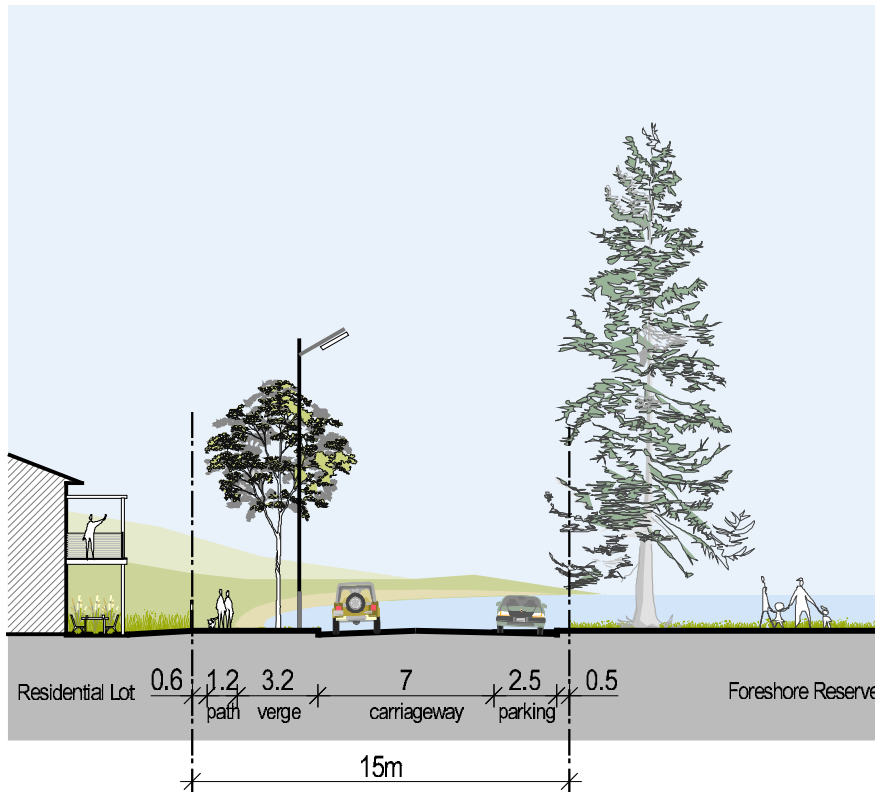 Residential Lot 0.6 1.2 3.2 7 2.5 0.5 Foreshore Reserve
path verge carriageway parking
15m